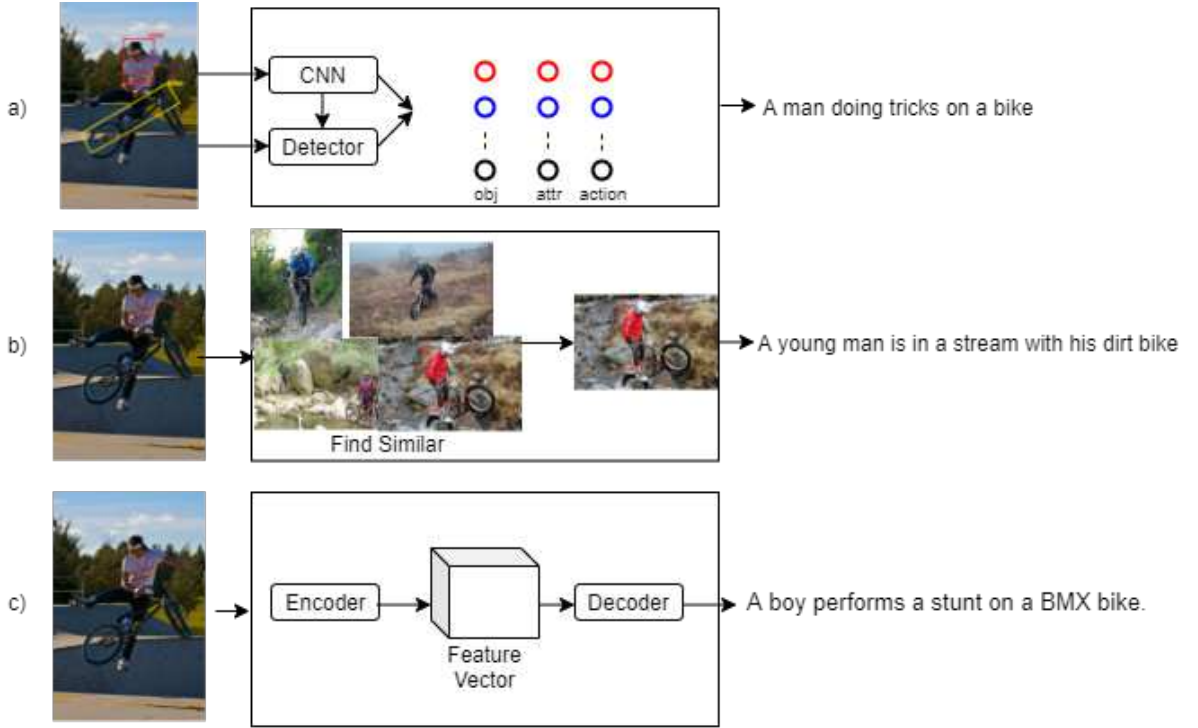 a)
CNN
Detector
obj attr action
A man doing tricks on a bike
b)
Find Similar
A young man is in a stream with his dirt bike
c)
Encoder
Feature
Vector
Decoder
A boy performs a stunt on a BMX bike.